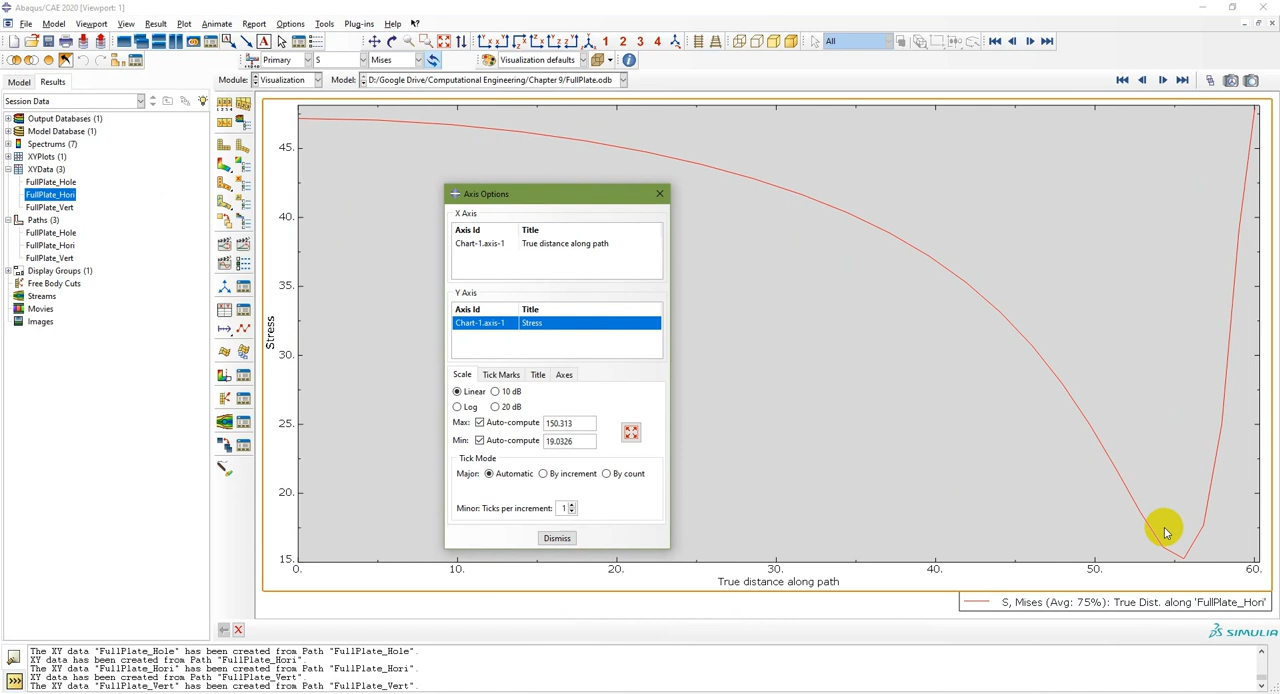 Abaqus/CAE 2020 [Viewport: 1]
File Model Viewport View Result Plot Animate Report Options Tools Plug-ins Help
1 2 3 4 All
Primary S Mises Visualization defaults
Model Results Module: Visualization Model: D:/Google Drive/Computational Engineering/Chapter 9/FullPlate.odb
Session Data
Output Databases (1)
Model Database (1)
Spectrums (7)
XYPlots (1)
XYData (3)
FullPlate_Hole
FullPlate_Hori
FullPlate_Vert
Paths (3)
FullPlate_Hole
FullPlate_Hori
FullPlate_Vert
Display Groups (1)
Free Body Cuts
Streams
Movies
Images
45.
40.
35.
30.
25.
20.
15.
Stress
0. 10. 20. 30. 40. 50. 60.
True distance along path
S, Mises (Avg: 75%): True Dist. along 'FullPlate_Hori'
Axis Options
X Axis
Axis Id Title
Chart-1.axis-1 True distance along path
Y Axis
Axis Id Title
Chart-1.axis-1 Stress
Scale Tick Marks Title Axes
Linear 10 dB
Log 20 dB
Max: Auto-compute 150.313
Min: Auto-compute 19.0326
Tick Mode
Major: Automatic By increment By count
Minor: Ticks per increment: 1
Dismiss
SIMULIA
The XY data "FullPlate_Hole" has been created from Path "FullPlate_Hole".
XY data has been created from Path "FullPlate_Hori".
The XY data "FullPlate_Hori" has been created from Path "FullPlate_Hori".
XY data has been created from Path "FullPlate_Vert".
The XY data "FullPlate_Vert" has been created from Path "FullPlate_Vert".